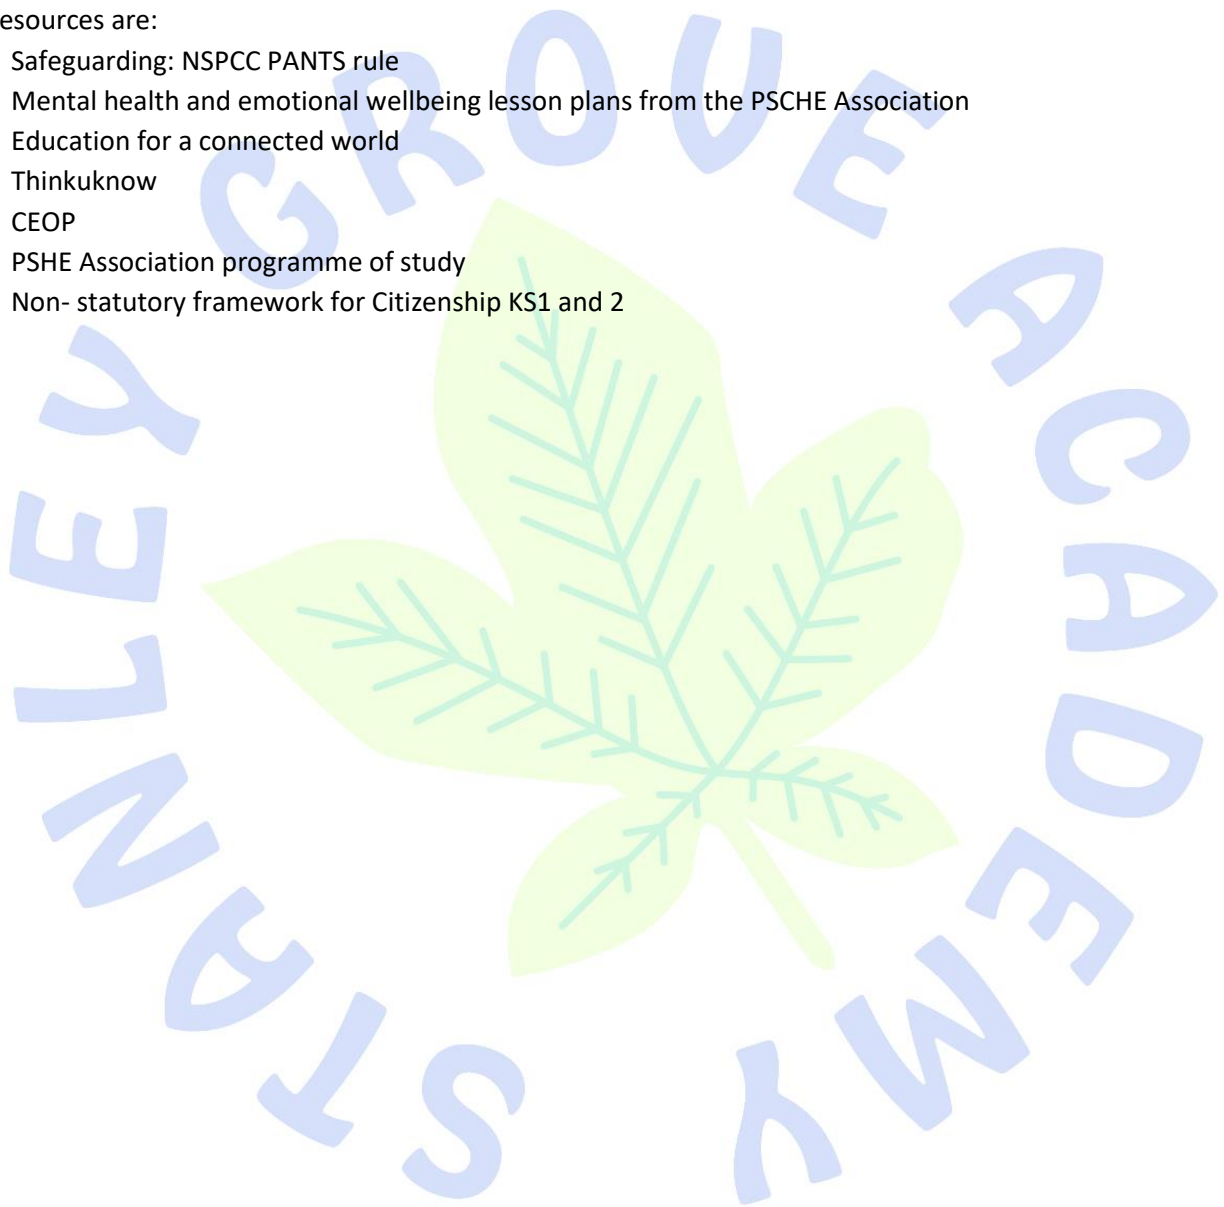 esources are:
Safeguarding: NSPCC PANTS rule
Mental health and emotional wellbeing lesson plans from the PSCHE Association
Education for a connected world
Thinkuknow
CEOP
PSHE Association programme of study
Non- statutory framework for Citizenship KS1 and 2
STANLEY GROVE ACADEMY